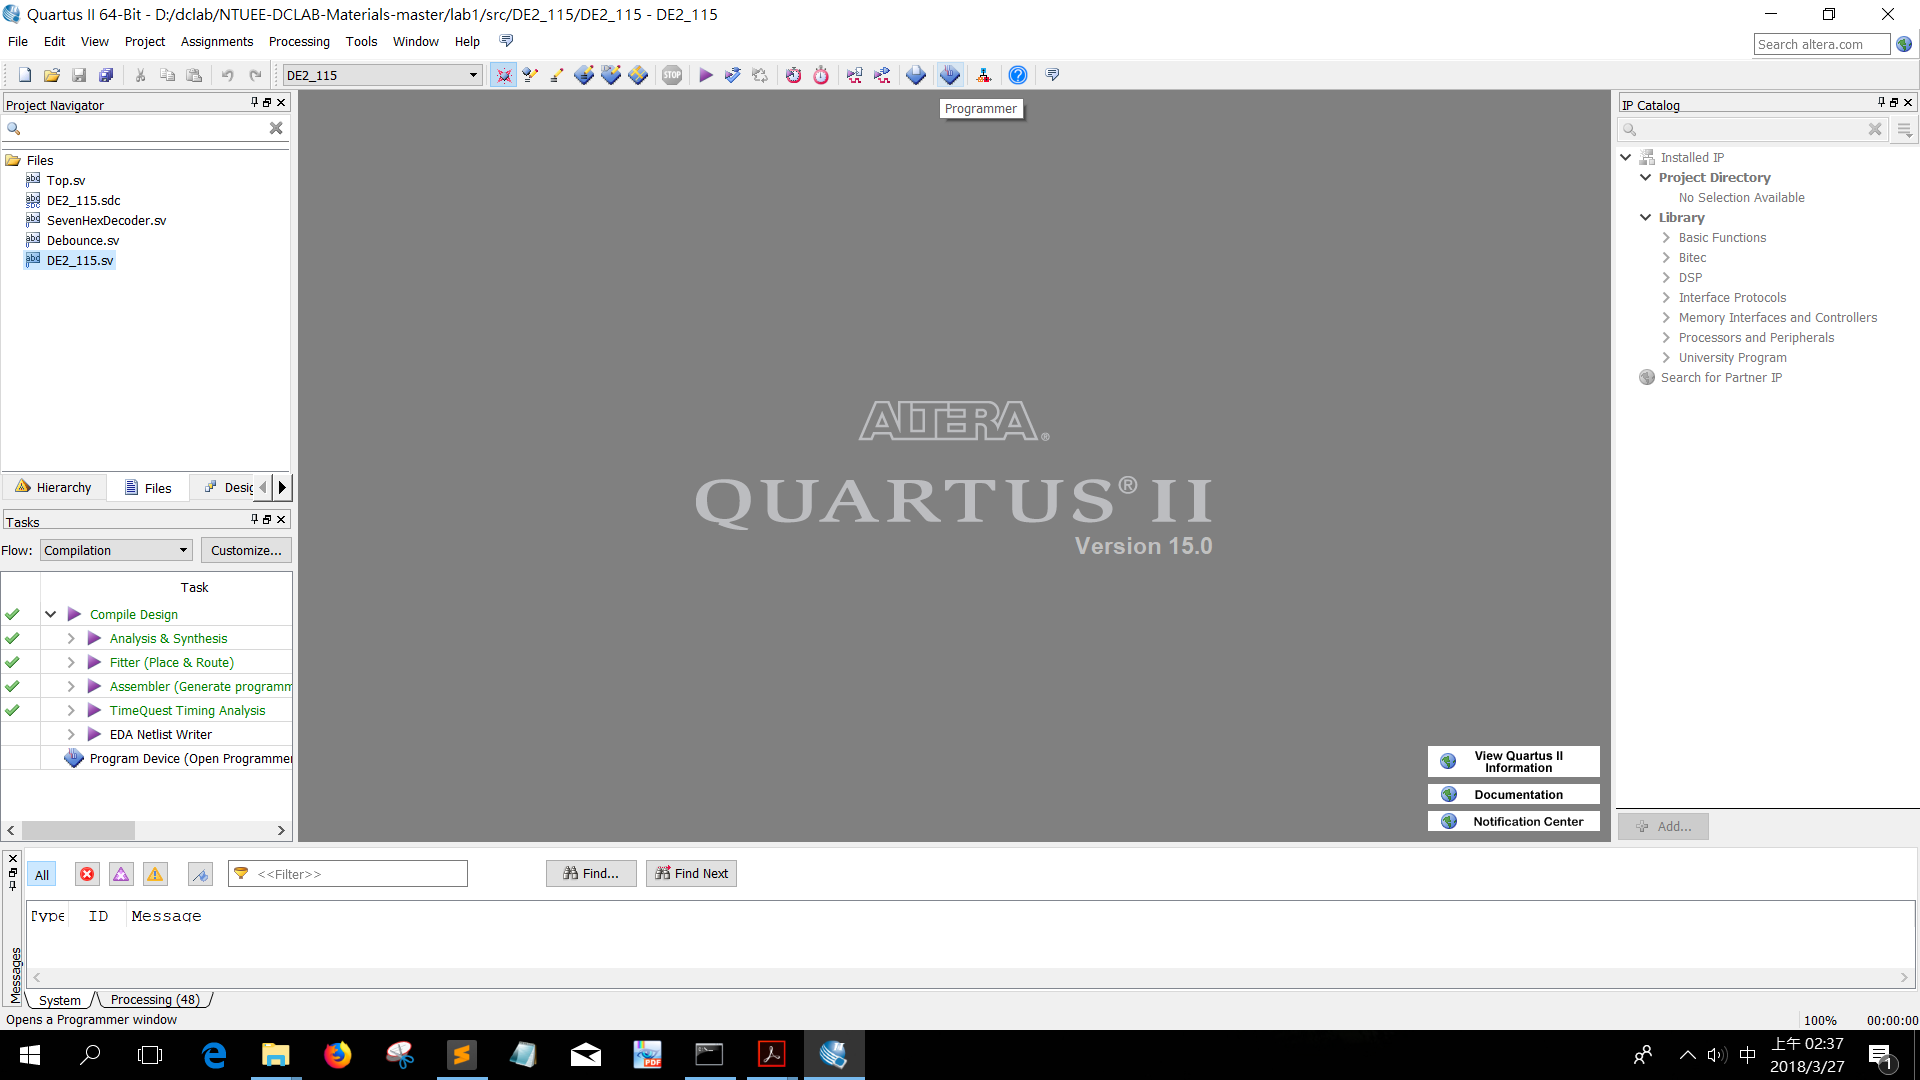 Quartus II 64-Bit - D:/dclab/NTUEE-DCLAB-Materials-master/lab1/src/DE2_115/DE2_115 - DE2_115
File Edit View Project Assignments Processing Tools Window Help
Search altera.com
DE2_115
STOP
Programmer
Project Navigator
Files
Top.sv
DE2_115.sdc
SevenHexDecoder.sv
Debounce.sv
DE2_115.sv
Hierarchy Files
Tasks
Flow: Compilation Customize...
Task
Compile Design
Analysis & Synthesis
Fitter (Place & Route)
Assembler (Generate programm
TimeQuest Timing Analysis
EDA Netlist Writer
Program Device (Open Programmer
ALTERA®
QUARTUS® II
Version 15.0
View Quartus II
Information
Documentation
Notification Center
IP Catalog
Installed IP
Project Directory
No Selection Available
Library
Basic Functions
Bitec
DSP
Interface Protocols
Memory Interfaces and Controllers
Processors and Peripherals
University Program
Search for Partner IP
Add...
All <<Filter>> Find... Find Next
Type ID Message
Messages
System Processing (48)
Opens a Programmer window
100% 00:00:00
PDF
中
上午 02:37
2018/3/27
1